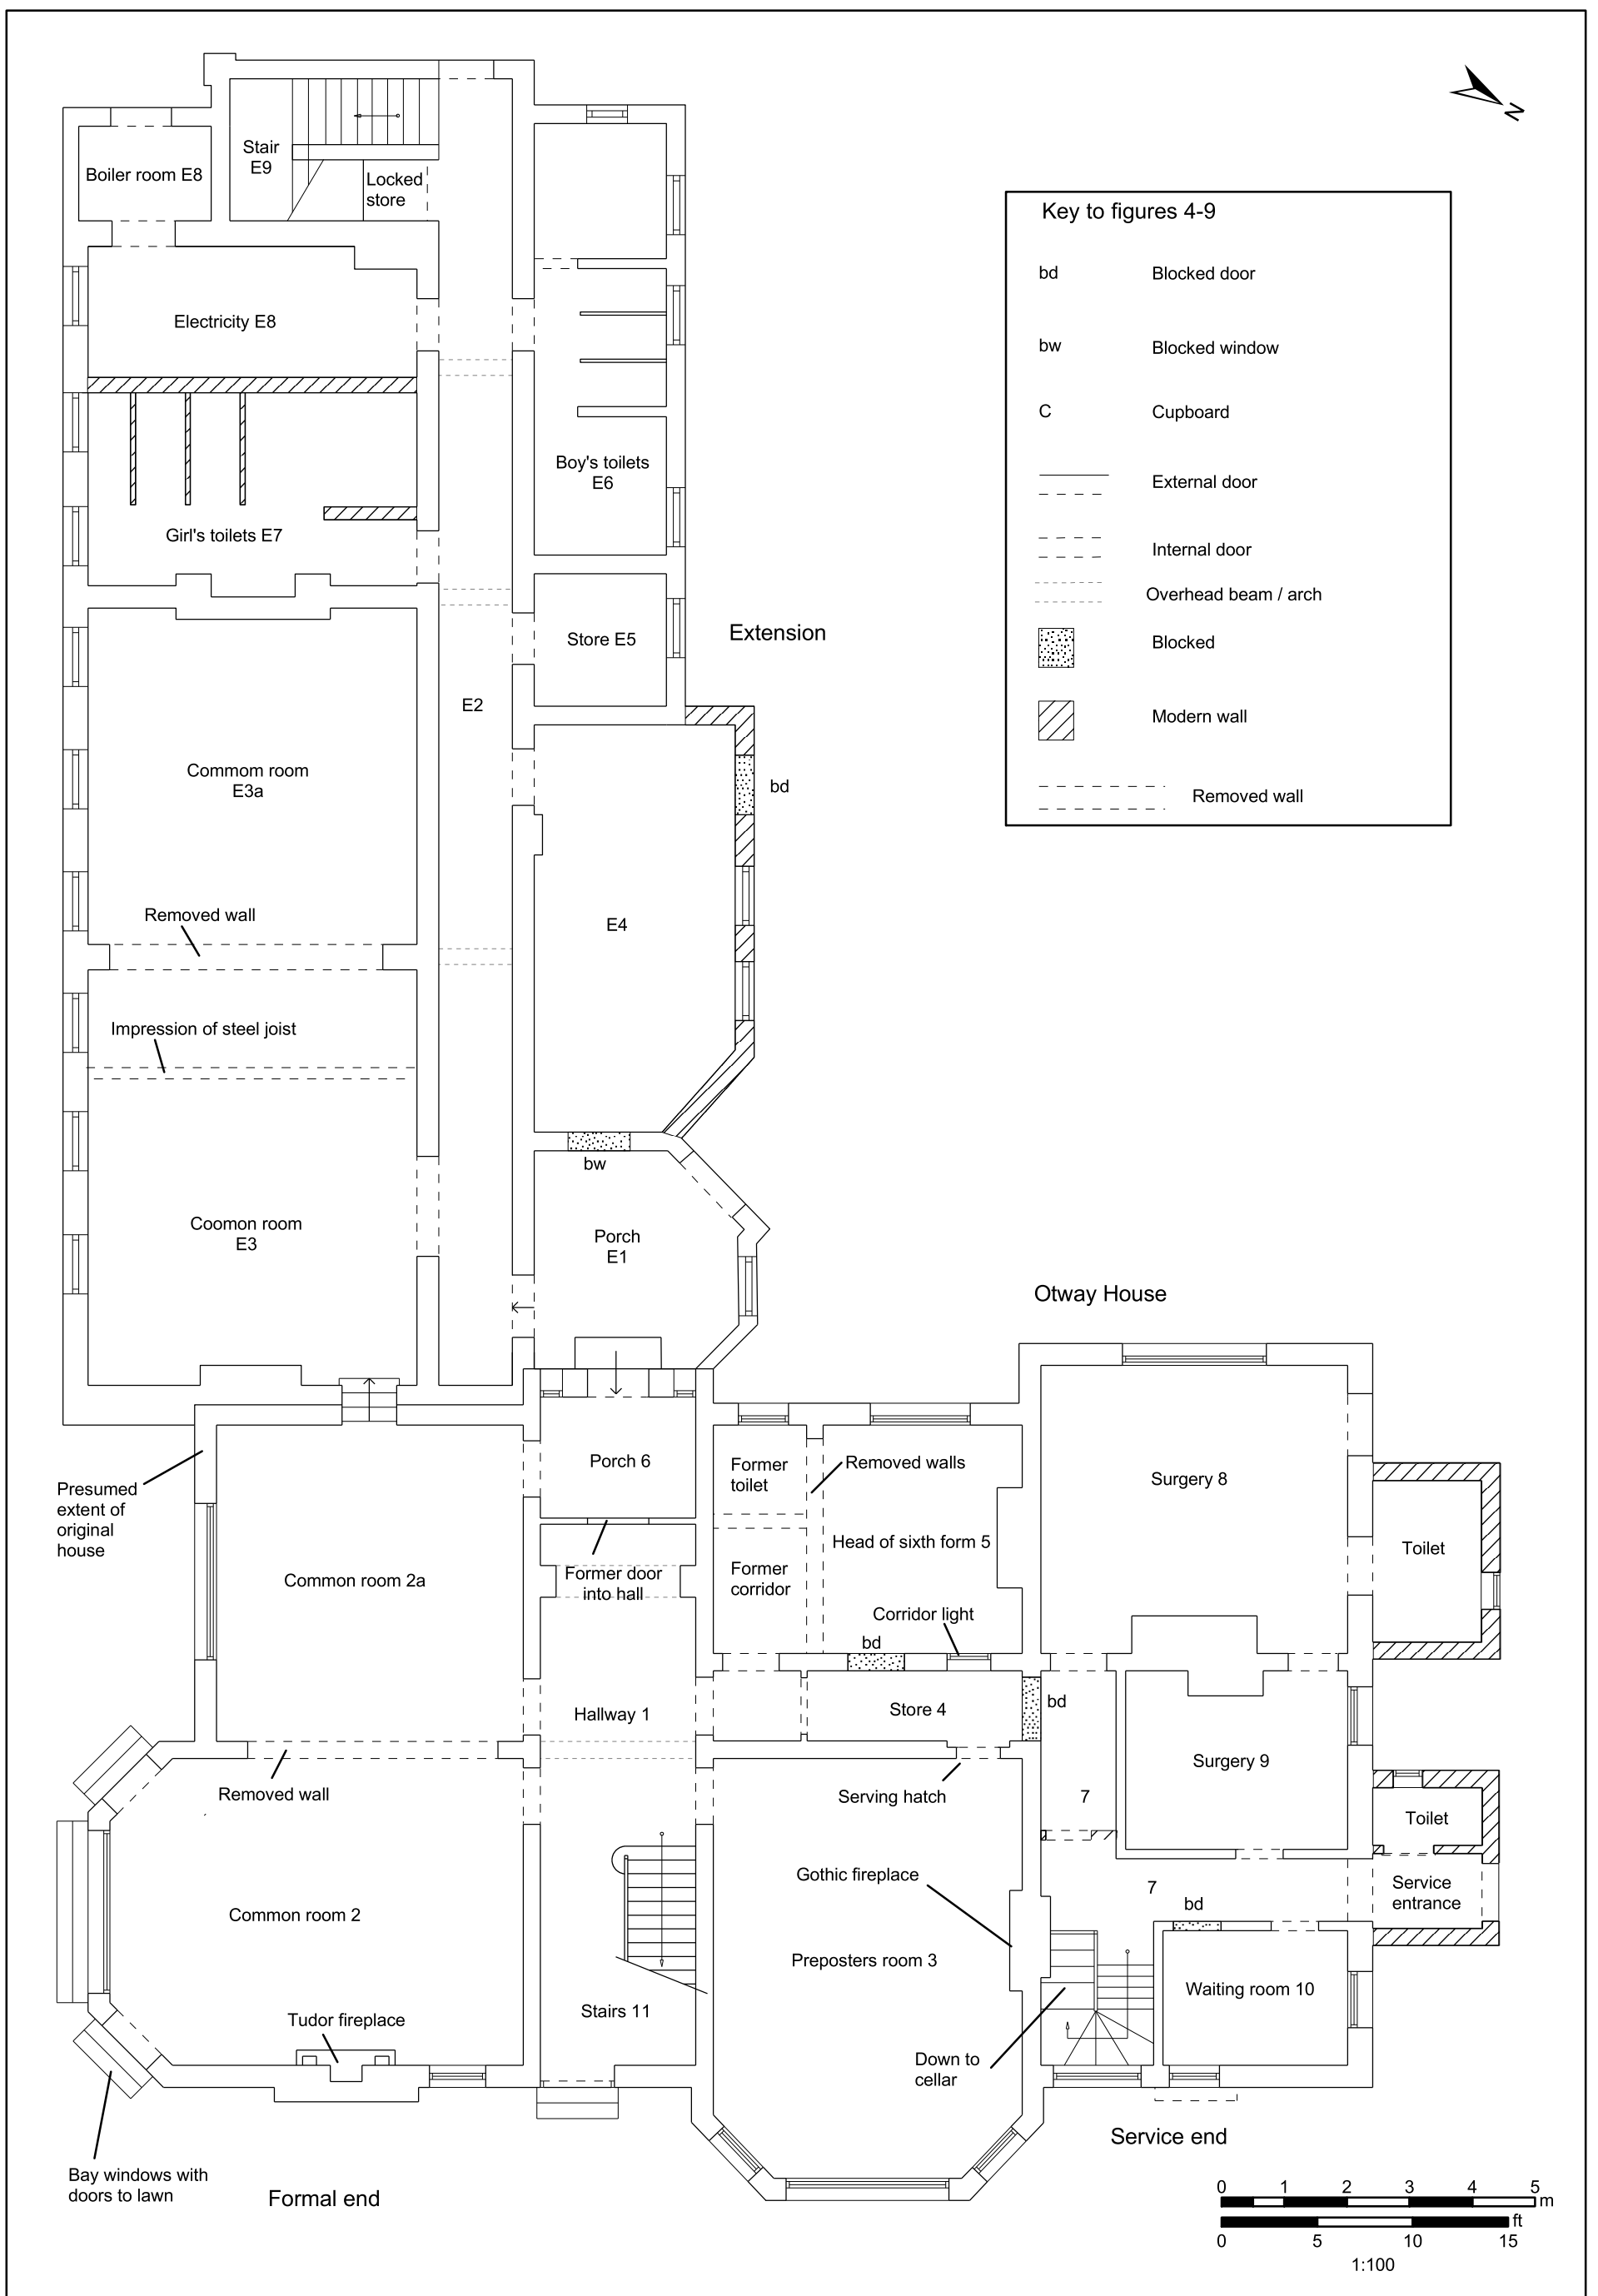 N
Stair
E9
Boiler room E8
Locked
store
Electricity E8
Boy's toilets
E6
Girl's toilets E7
Store E5
Extension
E2
Commom room
E3a
bd
Removed wall
E4
Impression of steel joist
bw
Coomon room
E3
Porch
E1
Key to figures 4-9
bd
Blocked door
bw
Blocked window
C
Cupboard
External door
Internal door
Overhead beam / arch
Blocked
Modern wall
Removed wall
Otway House
Presumed
extent of
original
house
Porch 6
Former
toilet
Removed walls
Surgery 8
Head of sixth form 5
Toilet
Common room 2a
Former door
into hall
Former
corridor
Corridor light
bd
Hallway 1
Store 4
bd
Surgery 9
Removed wall
Serving hatch
7
Toilet
Gothic fireplace
7
Service
entrance
bd
Common room 2
Preposters room 3
Waiting room 10
Tudor fireplace
Stairs 11
Down to
cellar
Service end
Bay windows with
doors to lawn
Formal end
0 1 2 3 4 5
m
ft
0 5 10 15
1:100